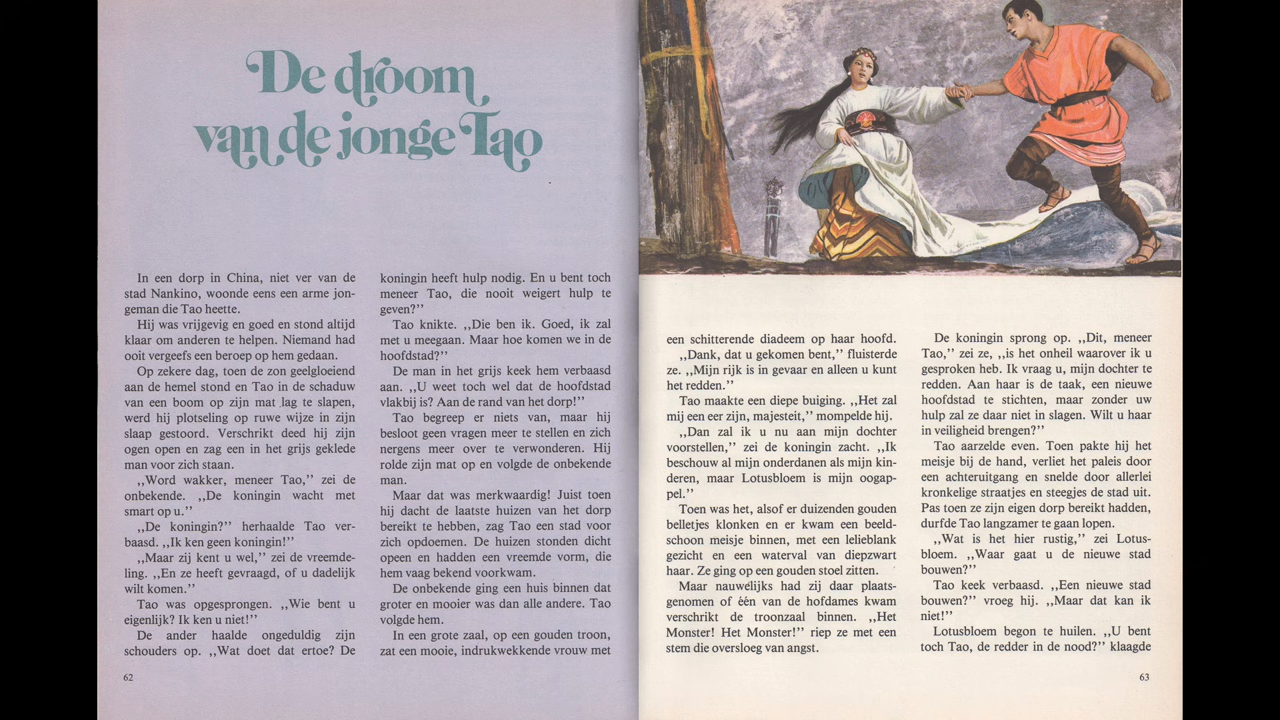 De droom
van de jonge Tao
In een dorp in China, niet ver van de
stad Nankino, woonde eens een arme jon-
geman die Tao heette.
Hij was vrijgevig en goed en stond altijd
klaar om anderen te helpen. Niemand had
ooit vergeefs een beroep op hem gedaan.
Op zekere dag, toen de zon geelgloeiend
aan de hemel stond en Tao in de schaduw
van een boom op zijn mat lag te slapen,
werd hij plotseling op ruwe wijze in zijn
slaap gestoord. Verschrikt deed hij zijn
ogen open en zag een in het grijs geklede
man voor zich staan.
,,Word wakker, meneer Tao,’’ zei de
onbekende. ,,De koningin wacht met
smart op u.’’
,,De koningin?’’ herhaalde Tao ver-
baasd. ,,Ik ken geen koningin!’’
,,Maar zij kent u wel,’’ zei de vreemde-
ling. ,,En ze heeft gevraagd, of u dadelijk
wilt komen.’’
Tao was opgesprongen. ,,Wie bent u
eigenlijk? Ik ken u niet!’’
De ander haalde ongeduldig zijn
schouders op. ,,Wat doet dat ertoe? De
koningin heeft hulp nodig. En u bent toch
meneer Tao, die nooit weigert hulp te
geven?’’
Tao knikte. ,,Die ben ik. Goed, ik zal
met u meegaan. Maar hoe komen we in de
hoofdstad?’’
De man in het grijs keek hem verbaasd
aan. ,,U weet toch wel dat de hoofdstad
vlakbij is? Aan de rand van het dorp!’’
Tao begreep er niets van, maar hij
besloot geen vragen meer te stellen en zich
nergens meer over te verwonderen. Hij
rolde zijn mat op en volgde de onbekende
man.
Maar dat was merkwaardig! Juist toen
hij dacht de laatste huizen van het dorp
bereikt te hebben, zag Tao een stad voor
zich opdoemen. De huizen stonden dicht
opeen en hadden een vreemde vorm, die
hem vaag bekend voorkwam.
De onbekende ging een huis binnen dat
groter en mooier was dan alle andere. Tao
volgde hem.
In een grote zaal, op een gouden troon,
zat een mooie, indrukwekkende vrouw met
62
een schitterende diadeem op haar hoofd.
,,Dank, dat u gekomen bent,’’ fluisterde
ze. ,,Mijn rijk is in gevaar en alleen u kunt
het redden.’’
Tao maakte een diepe buiging. ,,Het zal
mij een eer zijn, majesteit,’’ mompelde hij.
,,Dan zal ik u nu aan mijn dochter
voorstellen,’’ zei de koningin zacht. ,,Ik
beschouw al mijn onderdanen als mijn kin-
deren, maar Lotusbloem is mijn oogap-
pel.’’
Toen was het, alsof er duizenden gouden
belletjes klonken en er kwam een beeld-
schoon meisje binnen, met een lelieblank
gezicht en een waterval van diepzwart
haar. Ze ging op een gouden stoel zitten.
Maar nauwelijks had zij daar plaats-
genomen of één van de hofdames kwam
verschrikt de troonzaal binnen. ,,Het
Monster! Het Monster!’’ riep ze met een
stem die oversloeg van angst.
De koningin sprong op. ,,Dit, meneer
Tao,’’ zei ze, ,,is het onheil waarover ik u
gesproken heb. Ik vraag u, mijn dochter te
redden. Aan haar is de taak, een nieuwe
hoofdstad te stichten, maar zonder uw
hulp zal ze daar niet in slagen. Wilt u haar
in veiligheid brengen?’’
Tao aarzelde even. Toen pakte hij het
meisje bij de hand, verliet het paleis door
een achteruitgang en snelde door allerlei
kronkelige straatjes en steegjes de stad uit.
Pas toen ze zijn eigen dorp bereikt hadden,
durfde Tao langzamer te gaan lopen.
,,Wat is het hier rustig,’’ zei Lotus-
bloem. ,,Waar gaat u de nieuwe stad
bouwen?’’
Tao keek verbaasd. ,,Een nieuwe stad
bouwen?’’ vroeg hij. ,,Maar dat kan ik
niet!’’
Lotusbloem begon te huilen. ,,U bent
toch Tao, de redder in de nood?’’ klaagde
63